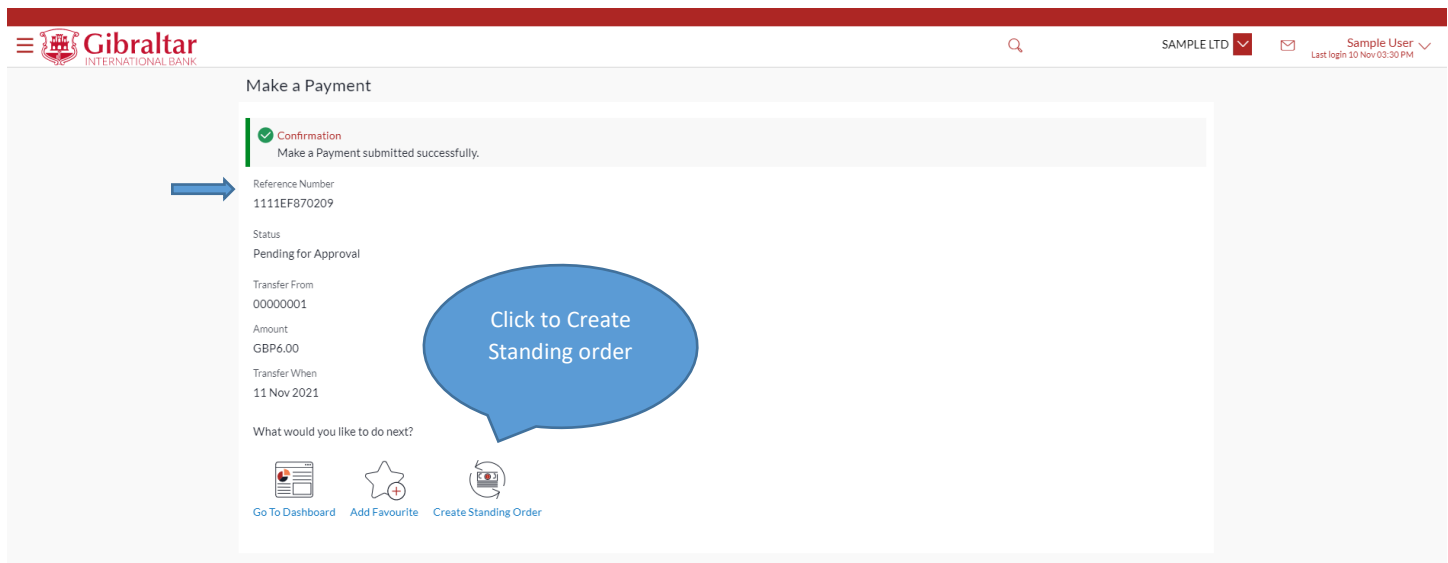 Gibraltar
INTERNATIONAL BANK
SAMPLE LTD
Sample User
Last login 10 Nov 03:30 PM
Make a Payment
Confirmation
Make a Payment submitted successfully.
Reference Number
1111EF870209
Status
Pending for Approval
Transfer From
00000001
Amount
GBP6.00
Transfer When
11 Nov 2021
Click to Create
Standing order
What would you like to do next?
Go To Dashboard Add Favourite Create Standing Order